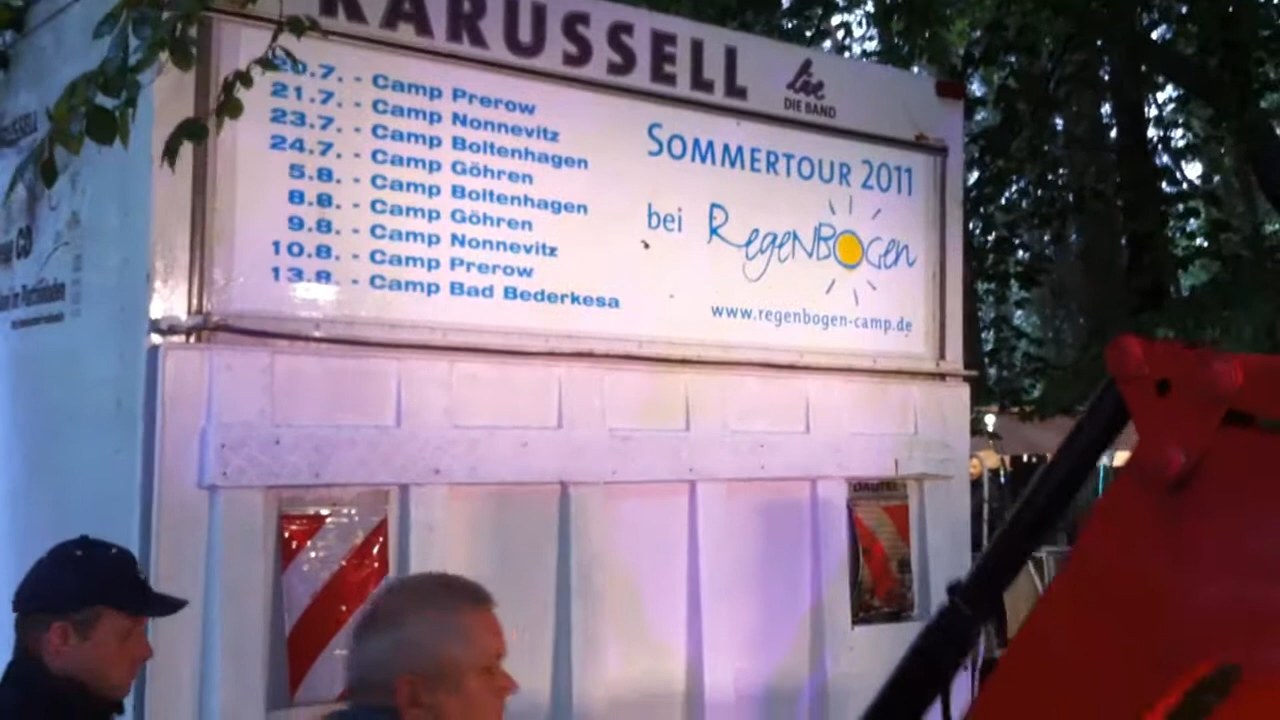 KARUSSELL
live
DIE BAND
20.7. - Camp Prerow
21.7. - Camp Nonnevitz
23.7. - Camp Boltenhagen
24.7. - Camp Göhren
5.8. - Camp Boltenhagen
8.8. - Camp Göhren
9.8. - Camp Nonnevitz
10.8. - Camp Prerow
13.8. - Camp Bad Bederkesa
SOMMERTOUR 2011
bei RegeNBOGen
www.regenbogen-camp.de